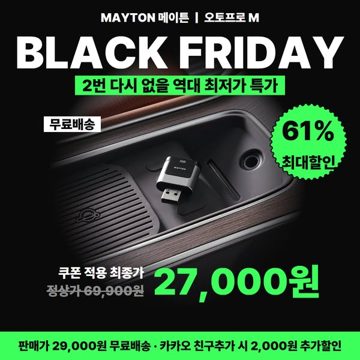 MAYTON 메이튼 | 오토프로 M
BLACK FRIDAY
2번 다시 없을 역대 최저가 특가
무료배송
61%
최대할인
MAYTON
쿠폰 적용 최종가
정상가 69,900원
27,000원
판매가 29,000원 무료배송 · 카카오 친구추가 시 2,000원 추가할인